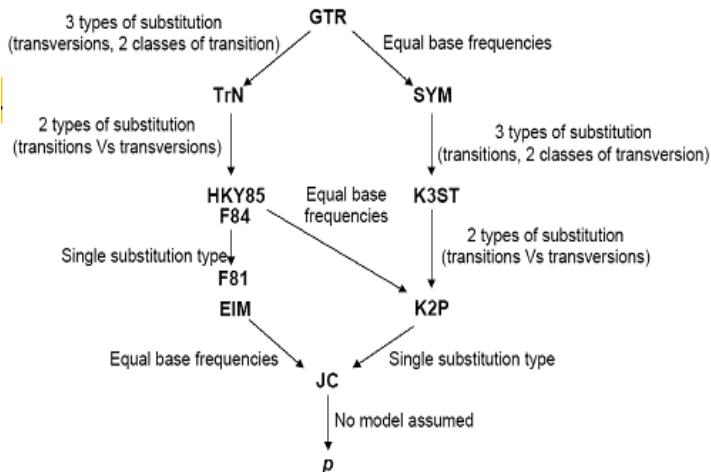 GTR
3 types of substitution
(transversions, 2 classes of transition)
Equal base frequencies
TrN
SYM
2 types of substitution
(transitions Vs transversions)
3 types of substitution
(transitions, 2 classes of transversion)
HKY85
F84
Equal base
frequencies
K3ST
Single substitution type
2 types of substitution
(transitions Vs transversions)
F81
EIM
K2P
Equal base frequencies
Single substitution type
JC
No model assumed
p